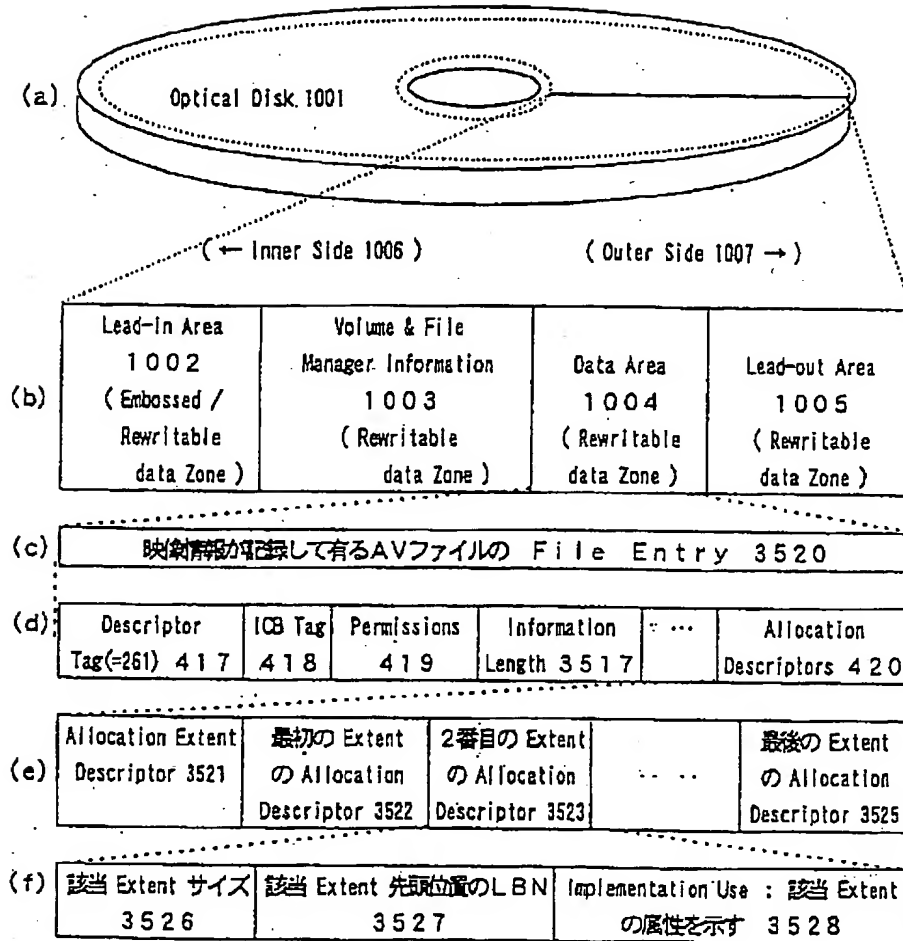 (a)
Optical Disk 1001
( ← Inner Side 1006 )
( Outer Side 1007 → )
(b)
Lead-in Area
1002
( Embossed /
Rewritable
data Zone )
Volume & File
Manager Information
1003
( Rewritable
data Zone )
Data Area
1004
( Rewritable
data Zone )
Lead-out Area
1005
( Rewritable
data Zone )
(c)
映像情報が記録して有るAVファイルの File Entry 3520
(d)
Descriptor
Tag(=261) 417
ICB Tag
418
Permissions
419
Information
Length 3517
.. ...
Allocation
Descriptors 420
(e)
Allocation Extent
Descriptor 3521
最初の Extent
の Allocation
Descriptor 3522
2番目の Extent
の Allocation
Descriptor 3523
.. ..
最後の Extent
の Allocation
Descriptor 3525
(f)
該当 Extent サイズ
3526
該当 Extent 先頭位置のLBN
3527
Implementation Use : 該当 Extent
の属性を示す 3528